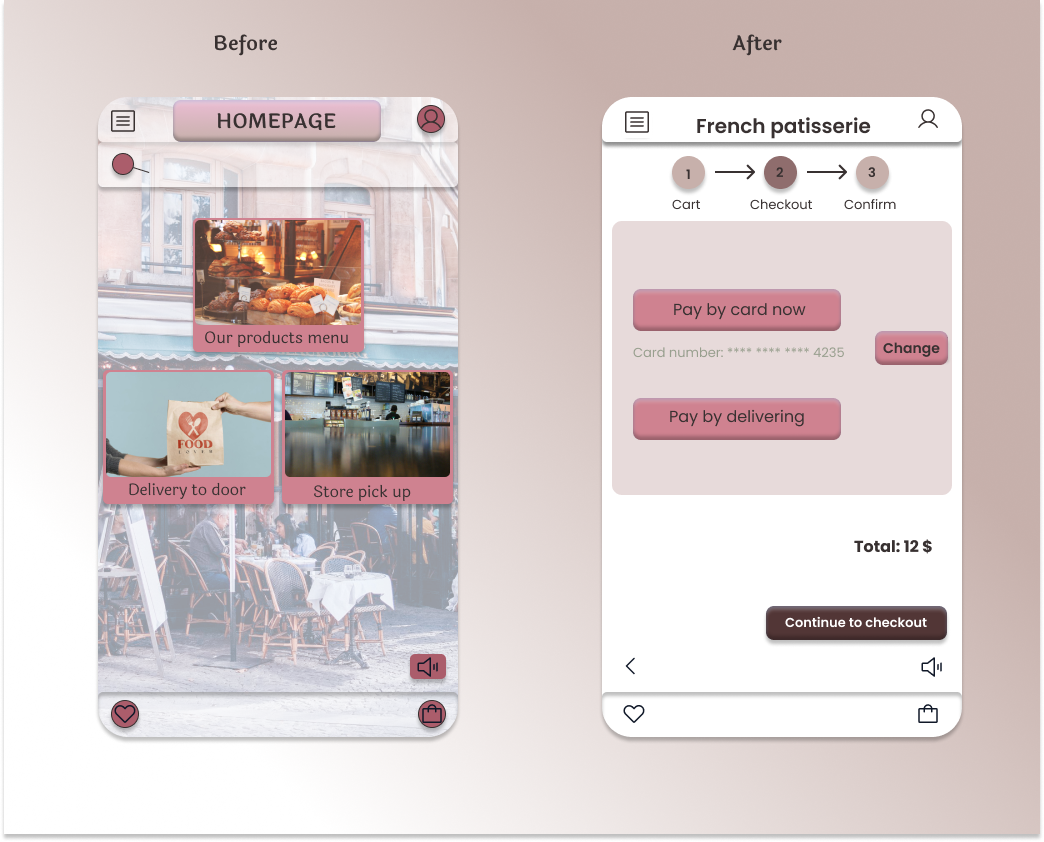 Before
After
HOMEPAGE
Our products menu
FOOD
LOVER
Delivery to door
Store pick up
French patisserie
1
2
3
Cart
Checkout
Confirm
Pay by card now
Card number: **** **** **** 4235
Change
Pay by delivering
Total: 12 $
Continue to checkout